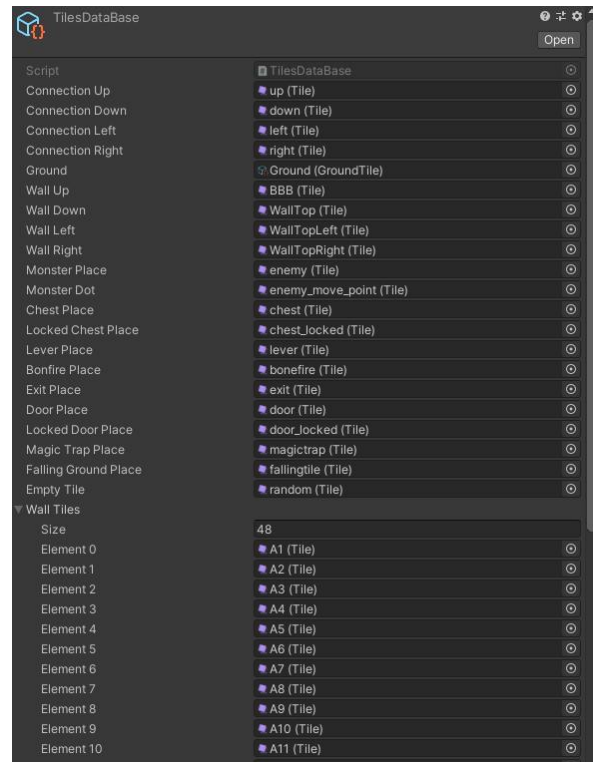 TilesDataBase
Open
Script TilesDataBase
Connection Up up (Tile)
Connection Down down (Tile)
Connection Left left (Tile)
Connection Right right (Tile)
Ground Ground (GroundTile)
Wall Up BBB (Tile)
Wall Down WallTop (Tile)
Wall Left WallTopLeft (Tile)
Wall Right WallTopRight (Tile)
Monster Place enemy (Tile)
Monster Dot enemy_move_point (Tile)
Chest Place chest (Tile)
Locked Chest Place chest_locked (Tile)
Lever Place lever (Tile)
Bonfire Place bonefire (Tile)
Exit Place exit (Tile)
Door Place door (Tile)
Locked Door Place door_locked (Tile)
Magic Trap Place magictrap (Tile)
Falling Ground Place fallingtile (Tile)
Empty Tile random (Tile)
Wall Tiles
Size 48
Element 0 A1 (Tile)
Element 1 A2 (Tile)
Element 2 A3 (Tile)
Element 3 A4 (Tile)
Element 4 A5 (Tile)
Element 5 A6 (Tile)
Element 6 A7 (Tile)
Element 7 A8 (Tile)
Element 8 A9 (Tile)
Element 9 A10 (Tile)
Element 10 A11 (Tile)